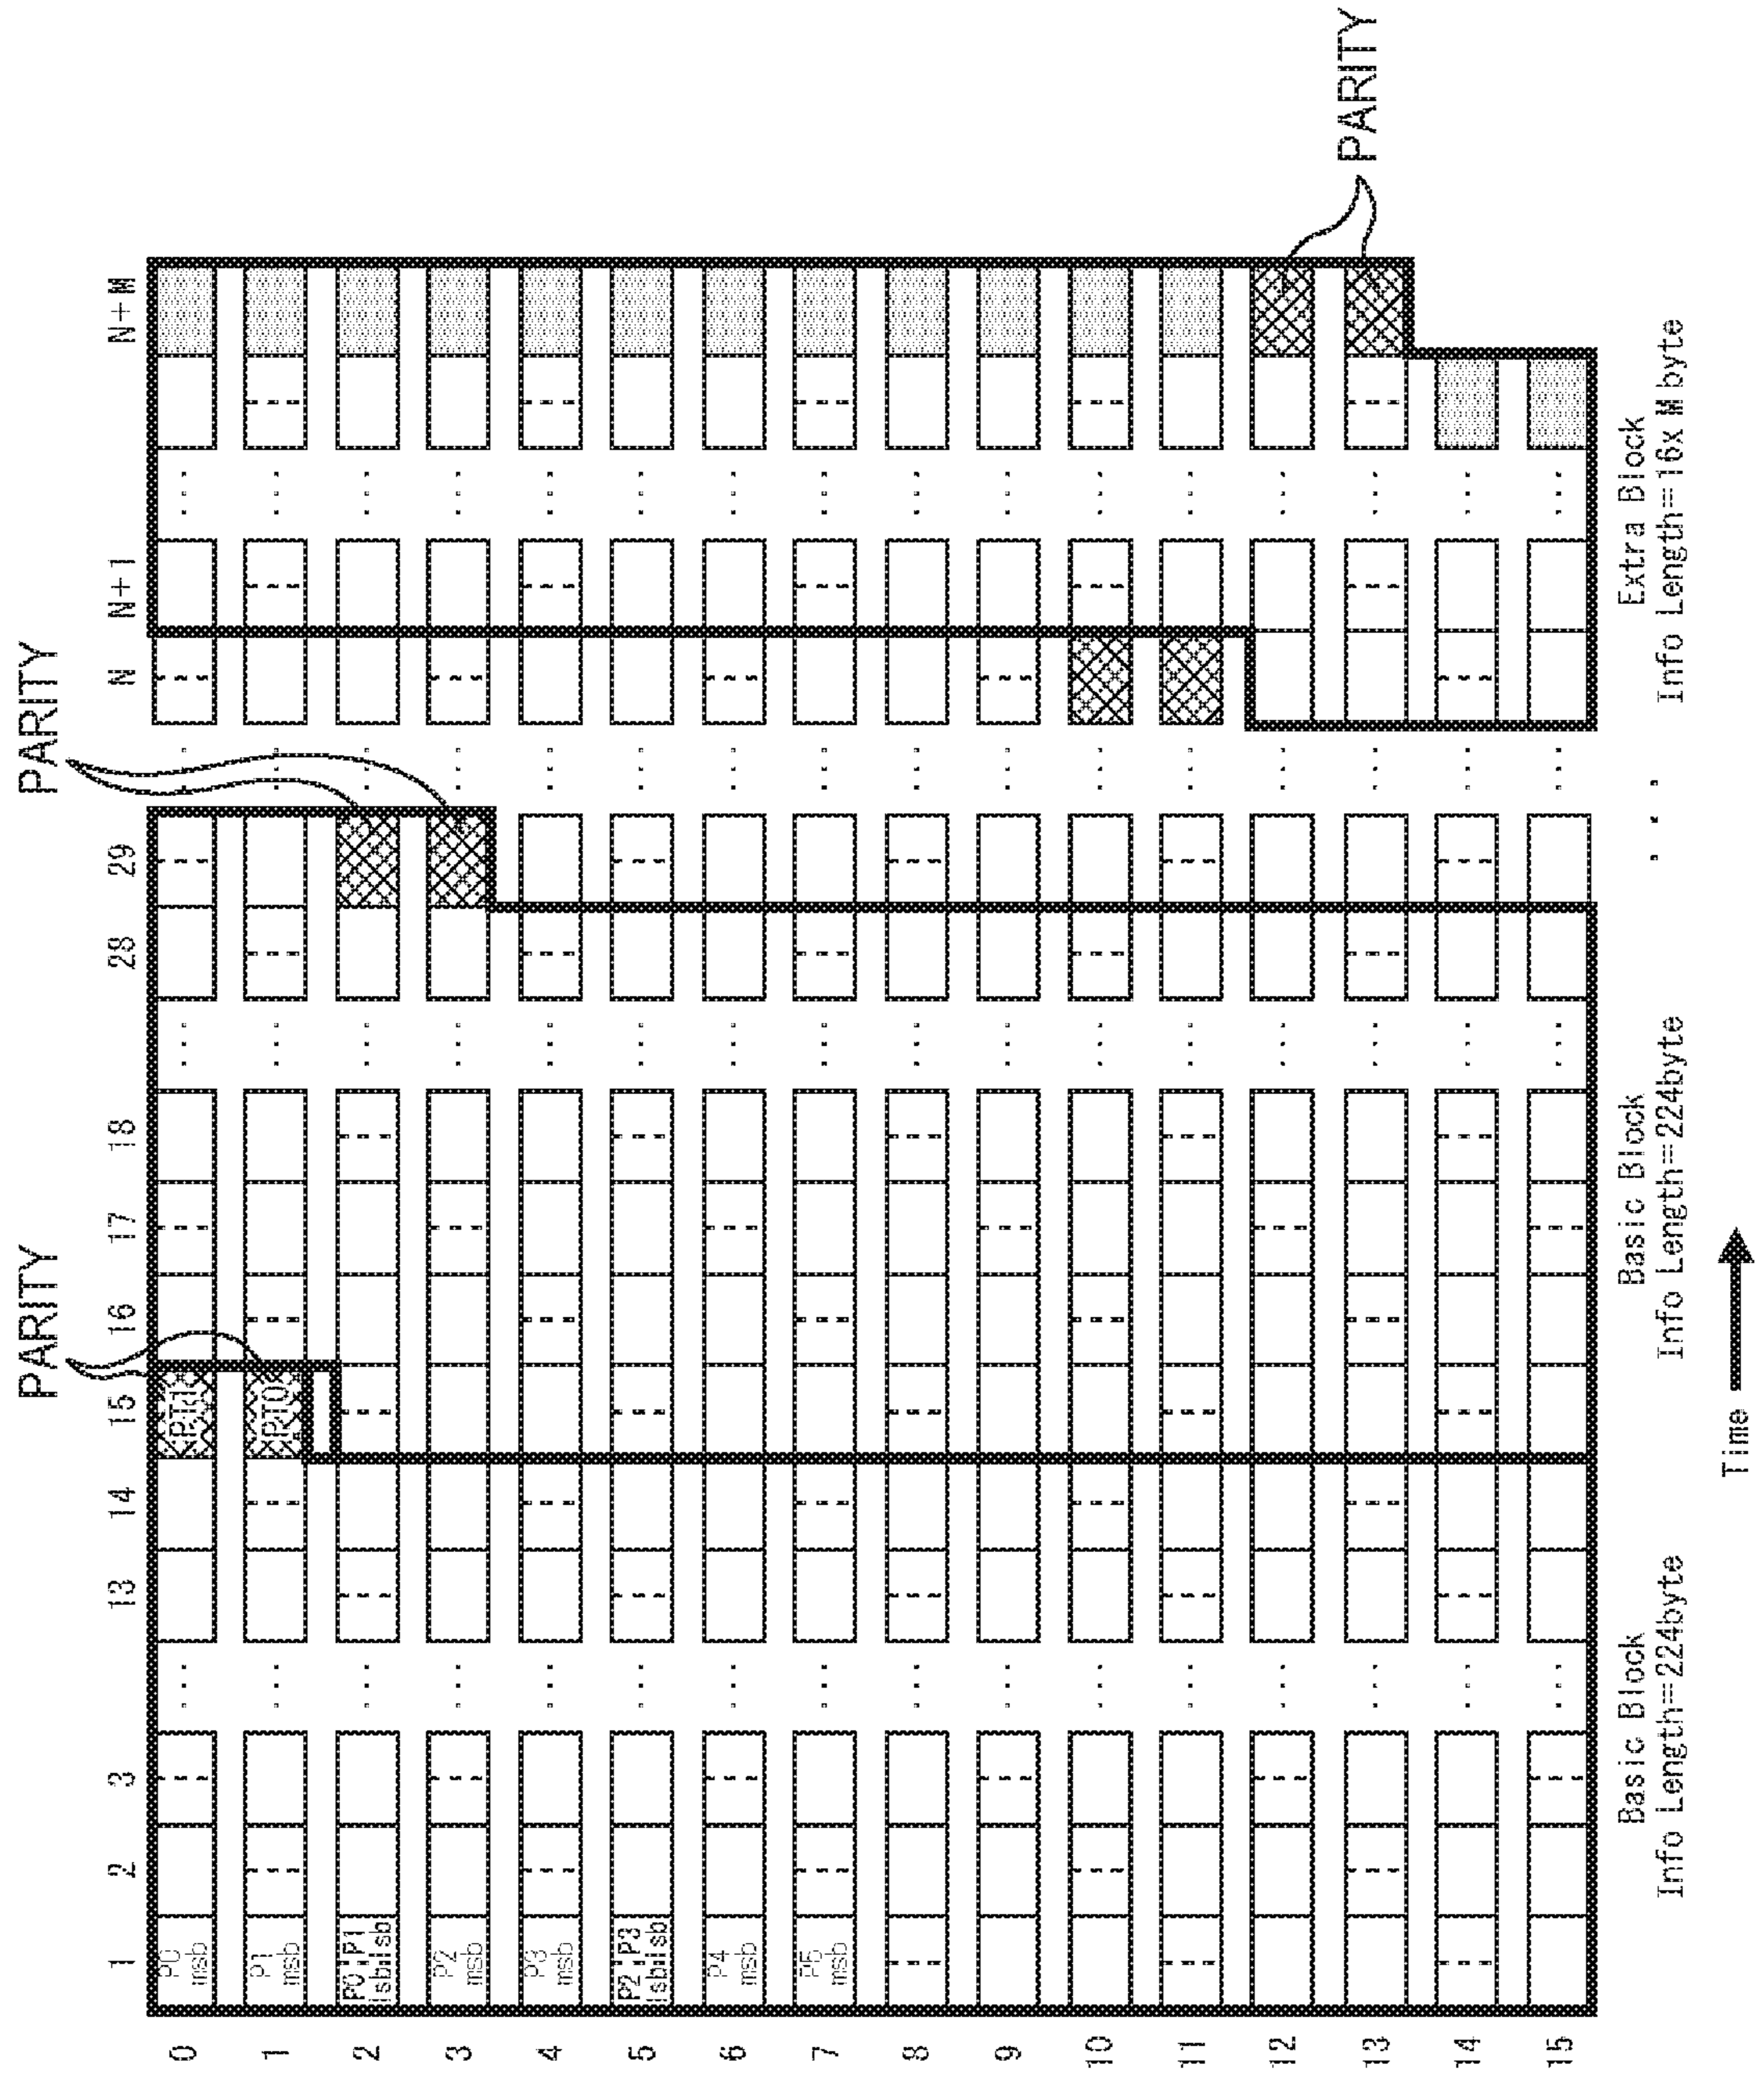 PARITY PARITY
1 2 3 13 14 15 16 17 18 28 29 N N+1 N+M
0 P0 msb PT1
1 P1 msb PT0
2 P0 P1 lsb lsb
3 P2 msb
4 P3 msb
5 P2 P3 lsb lsb
6 P4 msb
7 P5 msb
8
9
10
11
12
13
14
15
PARITY
Basic Block Basic Block Extra Block
Info Length=224byte Info Length=224byte Info Length=16x M byte
Time